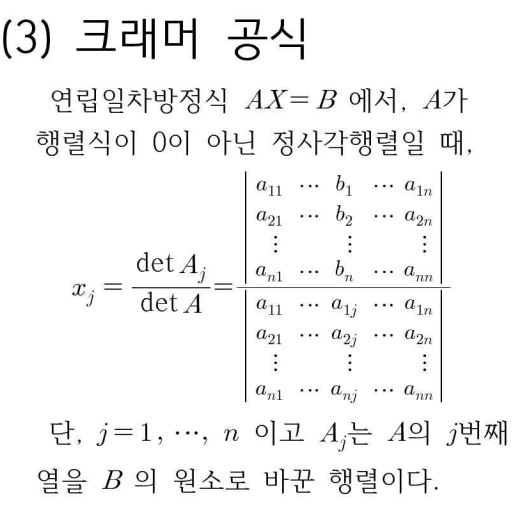 (3) 크래머 공식
연립일차방정식 AX=B 에서, A가
행렬식이 0이 아닌 정사각행렬일 때,
x_j = \frac{\det A_j}{\det A} = \frac{\begin{vmatrix} a_{11} & \cdots & b_1 & \cdots & a_{1n} \\ a_{21} & \cdots & b_2 & \cdots & a_{2n} \\ \vdots & & \vdots & & \vdots \\ a_{n1} & \cdots & b_n & \cdots & a_{nn} \end{vmatrix}}{\begin{vmatrix} a_{11} & \cdots & a_{1j} & \cdots & a_{1n} \\ a_{21} & \cdots & a_{2j} & \cdots & a_{2n} \\ \vdots & & \vdots & & \vdots \\ a_{n1} & \cdots & a_{nj} & \cdots & a_{nn} \end{vmatrix}}
단, j=1, ⋯, n 이고 A_j는 A의 j번째
열을 B 의 원소로 바꾼 행렬이다.